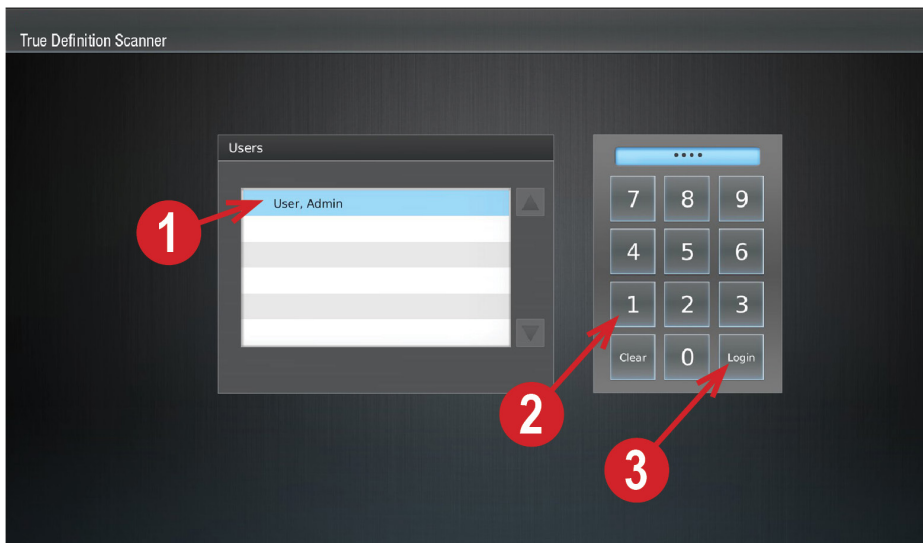 True Definition Scanner
Users
User, Admin
1
••••
7 8 9
4 5 6
1 2 3
Clear 0 Login
2
3